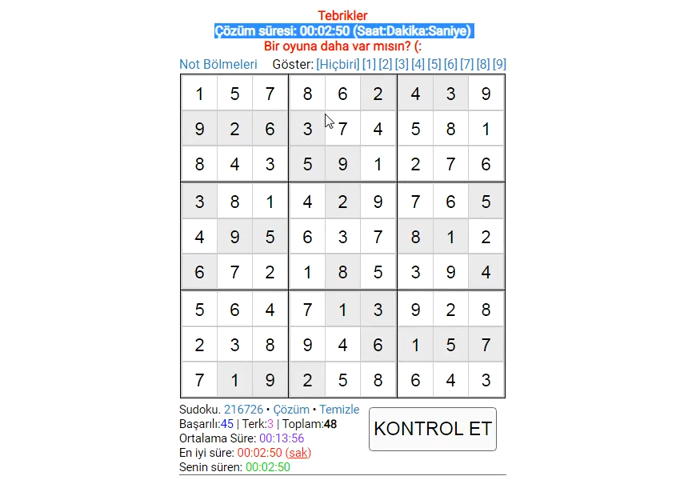 Tebrikler
Çözüm süresi: 00:02:50 (Saat:Dakika:Saniye)
Bir oyuna daha var mısın? (:
Not Bölmeleri Göster: [Hiçbiri] [1] [2] [3] [4] [5] [6] [7] [8] [9]
1 5 7 8 6 2 4 3 9
9 2 6 3 7 4 5 8 1
8 4 3 5 9 1 2 7 6
3 8 1 4 2 9 7 6 5
4 9 5 6 3 7 8 1 2
6 7 2 1 8 5 3 9 4
5 6 4 7 1 3 9 2 8
2 3 8 9 4 6 1 5 7
7 1 9 2 5 8 6 4 3
Sudoku. 216726 • Çözüm • Temizle
Başarılı:45 | Terk:3 | Toplam:48
Ortalama Süre: 00:13:56
En iyi süre: 00:02:50 (sak)
Senin süren: 00:02:50
KONTROL ET